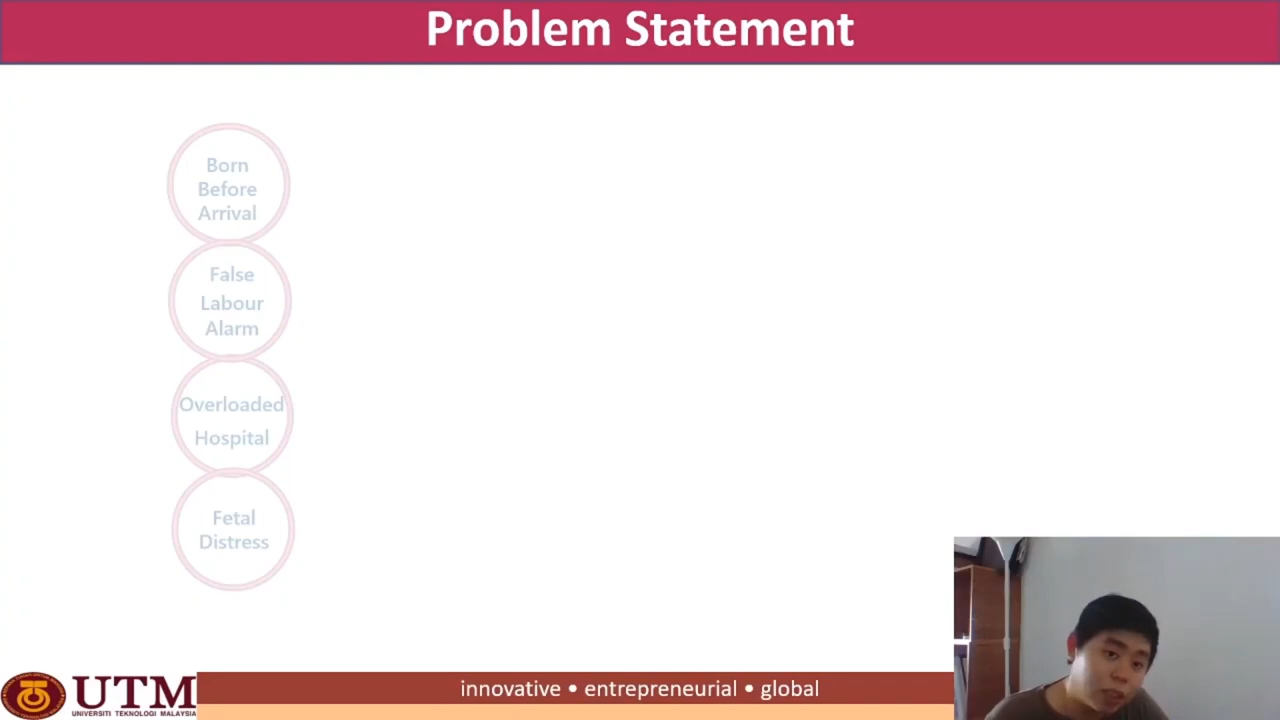 Problem Statement
Born
Before
Arrival
False
Labour
Alarm
Overloaded
Hospital
Fetal
Distress
UTM
UNIVERSITI TEKNOLOGI MALAYSIA
innovative • entrepreneurial • global